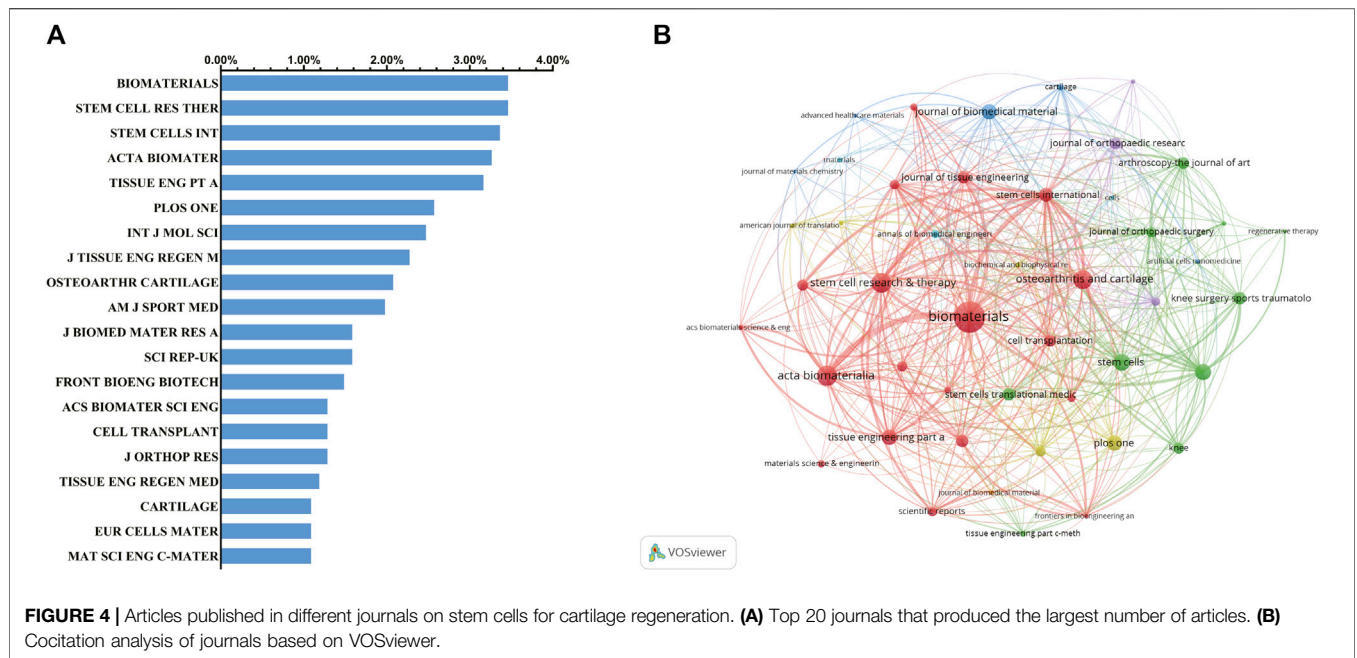 A
0.00% 1.00% 2.00% 3.00% 4.00%
BIOMATERIALS
STEM CELL RES THER
STEM CELLS INT
ACTA BIOMATER
TISSUE ENG PT A
PLOS ONE
INT J MOL SCI
J TISSUE ENG REGEN M
OSTEOARTHR CARTILAGE
AM J SPORT MED
J BIOMED MATER RES A
SCI REP-UK
FRONT BIOENG BIOTECH
ACS BIOMATER SCI ENG
CELL TRANSPLANT
J ORTHOP RES
TISSUE ENG REGEN MED
CARTILAGE
EUR CELLS MATER
MAT SCI ENG C-MATER
B
cartilage
advanced healthcare materials
journal of biomedical material
journal of orthopaedic researc
materials
arthroscopy-the journal of art
journal of materials chemistry
journal of tissue engineering
stem cells international
cells
american journal of translatio
annals of biomedical engineeri
journal of orthopaedic surgery
regenerative therapy
biochemical and biophysical re
artificial cells nanomedicine
stem cell research & therapy
osteoarthritis and cartilage
knee surgery sports traumatolo
biomaterials
acs biomaterials science & eng
cell transplantation
stem cells
acta biomaterialia
stem cells translational medic
tissue engineering part a
plos one
knee
materials science & engineerin
journal of biomedical material
scientific reports
frontiers in bioengineering an
tissue engineering part c-meth
VOSviewer
FIGURE 4 | Articles published in different journals on stem cells for cartilage regeneration. (A) Top 20 journals that produced the largest number of articles. (B)
Cocitation analysis of journals based on VOSviewer.